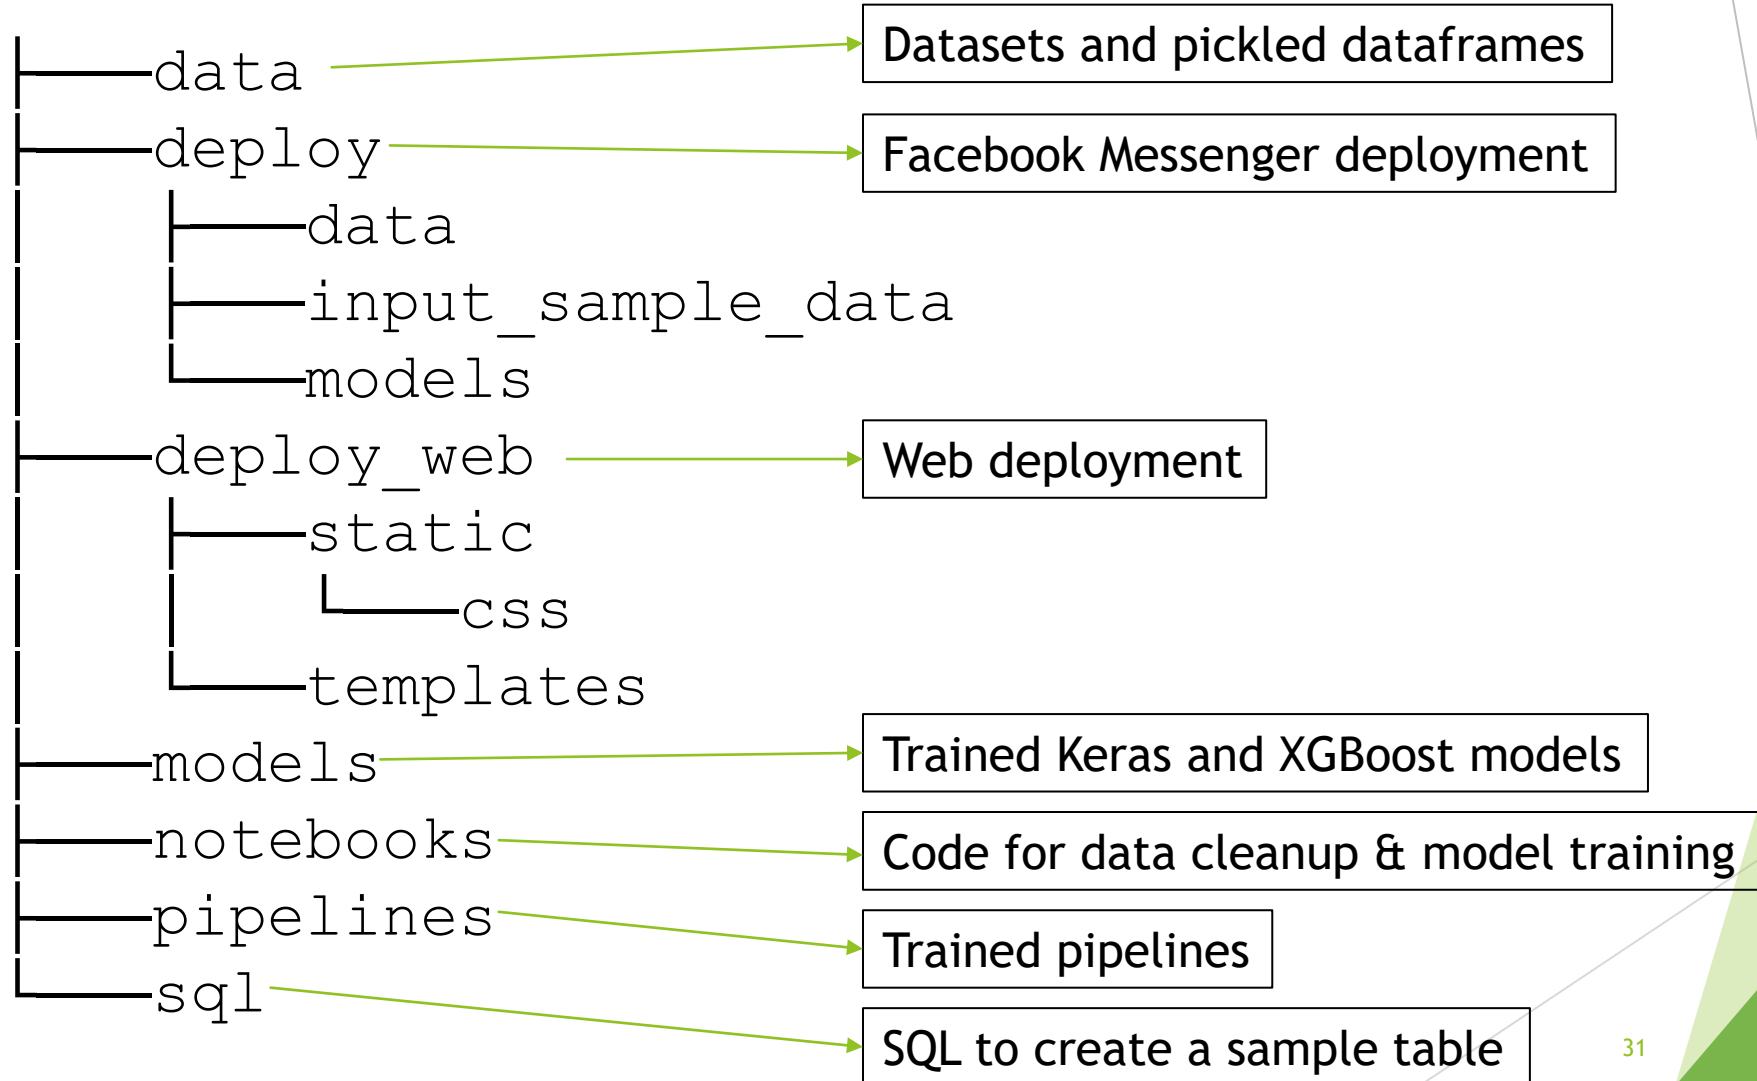 data
Datasets and pickled dataframes
deploy
Facebook Messenger deployment
data
input_sample_data
models
deploy_web
Web deployment
static
css
templates
models
Trained Keras and XGBoost models
notebooks
Code for data cleanup & model training
pipelines
Trained pipelines
sql
SQL to create a sample table
31